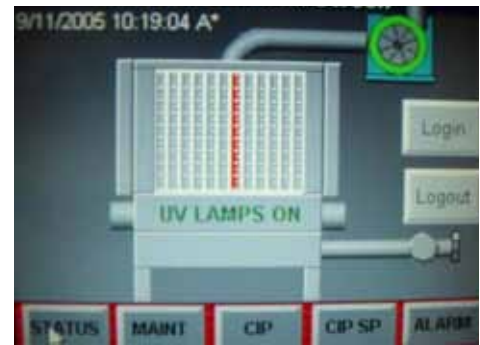 9/11/2005 10:19:04 A*
Login
Logout
UV LAMPS ON
STATUS
MAINT
CIP
CIP SP
ALARM